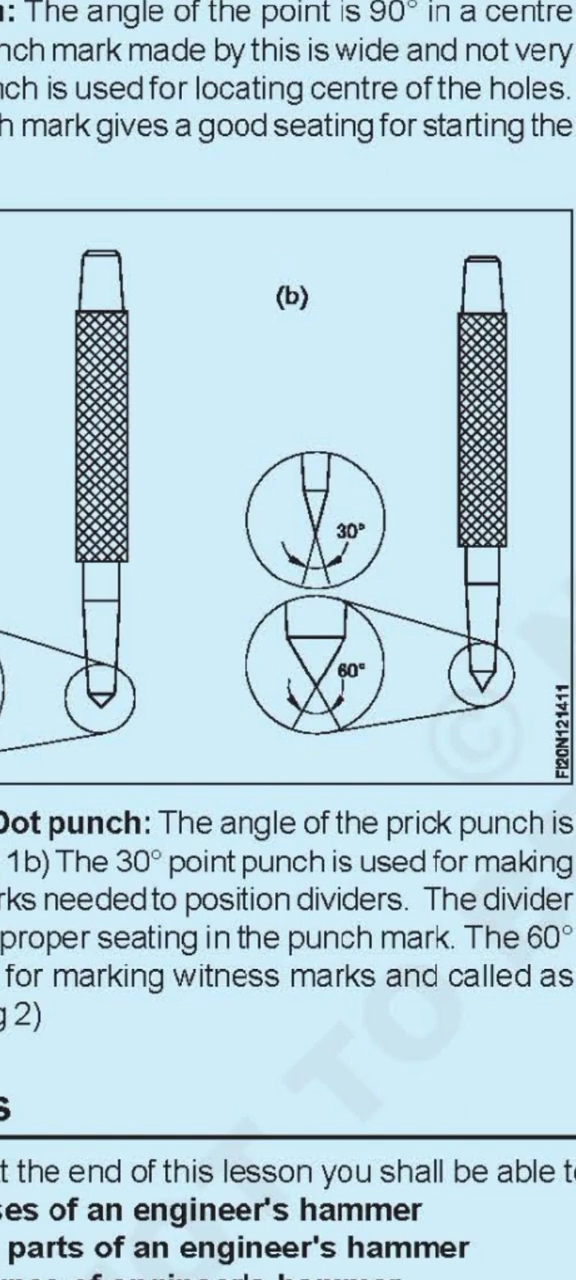 : The angle of the point is 90° in a centre
nch mark made by this is wide and not very
nch is used for locating centre of the holes.
h mark gives a good seating for starting the
(b)
30°
60°
FI20N121411
Dot punch: The angle of the prick punch is
1b) The 30° point punch is used for making
rks needed to position dividers. The divider
proper seating in the punch mark. The 60°
for marking witness marks and called as
g 2)
s
t the end of this lesson you shall be able to
ses of an engineer's hammer
parts of an engineer's hammer
of engineer's hammer
©
NOT TO